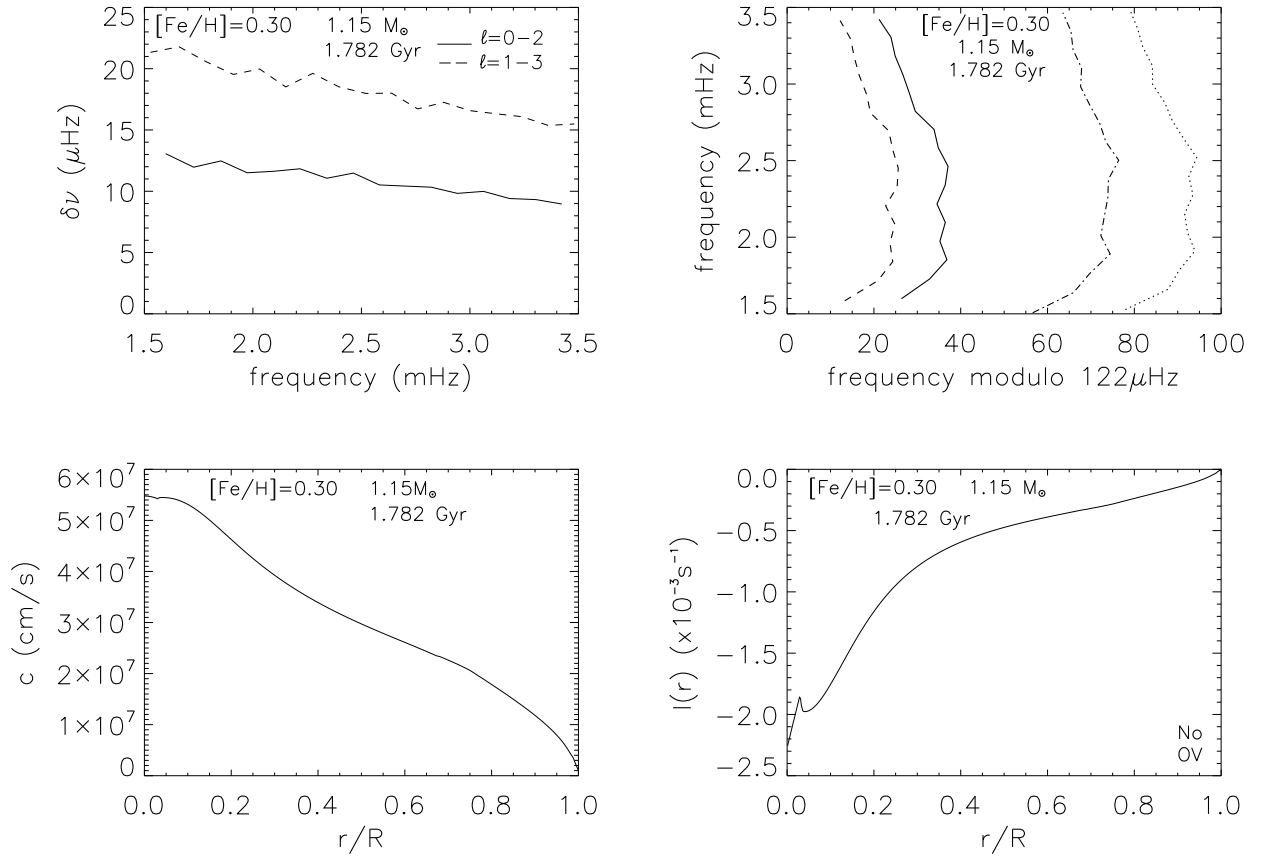 25
20
15
10
5
0
δν (μHz)
[Fe/H]=0.30 1.15 M⊙
1.782 Gyr
ℓ=0−2
ℓ=1−3
1.5 2.0 2.5 3.0 3.5
frequency (mHz)
3.5
3.0
2.5
2.0
1.5
frequency (mHz)
[Fe/H]=0.30
1.15 M⊙
1.782 Gyr
0 20 40 60 80 100
frequency modulo 122μHz
6×10⁷
5×10⁷
4×10⁷
3×10⁷
2×10⁷
1×10⁷
0
c (cm/s)
[Fe/H]=0.30 1.15M⊙
1.782 Gyr
0.0 0.2 0.4 0.6 0.8 1.0
r/R
0.0
−0.5
−1.0
−1.5
−2.0
−2.5
I(r) (x10⁻³s⁻¹)
[Fe/H]=0.30 1.15 M⊙
1.782 Gyr
No
OV
0.0 0.2 0.4 0.6 0.8 1.0
r/R